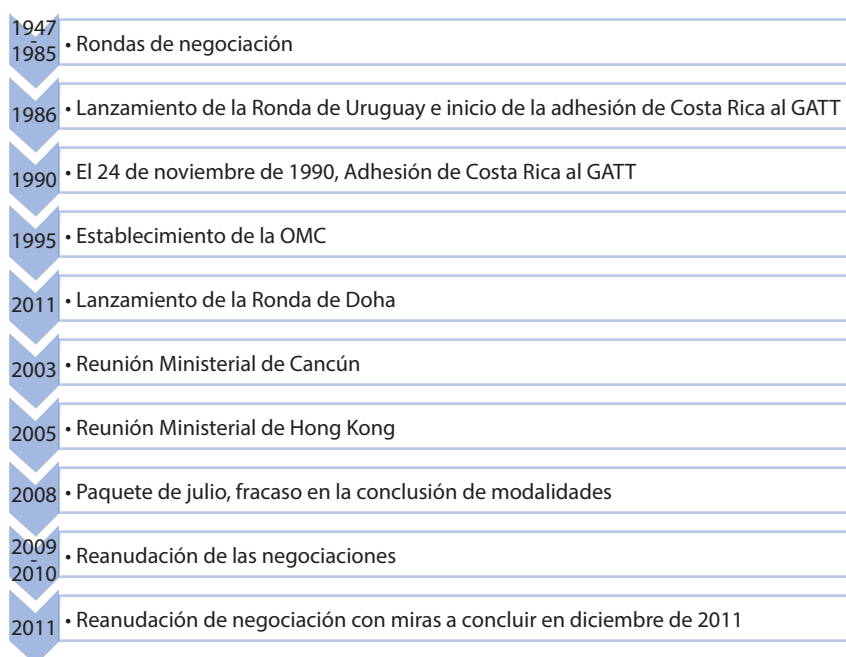 1947
-
1985
• Rondas de negociación
1986 • Lanzamiento de la Ronda de Uruguay e inicio de la adhesión de Costa Rica al GATT
1990 • El 24 de noviembre de 1990, Adhesión de Costa Rica al GATT
1995 • Establecimiento de la OMC
2011 • Lanzamiento de la Ronda de Doha
2003 • Reunión Ministerial de Cancún
2005 • Reunión Ministerial de Hong Kong
2008 • Paquete de julio, fracaso en la conclusión de modalidades
2009
-
2010
• Reanudación de las negociaciones
2011 • Reanudación de negociación con miras a concluir en diciembre de 2011